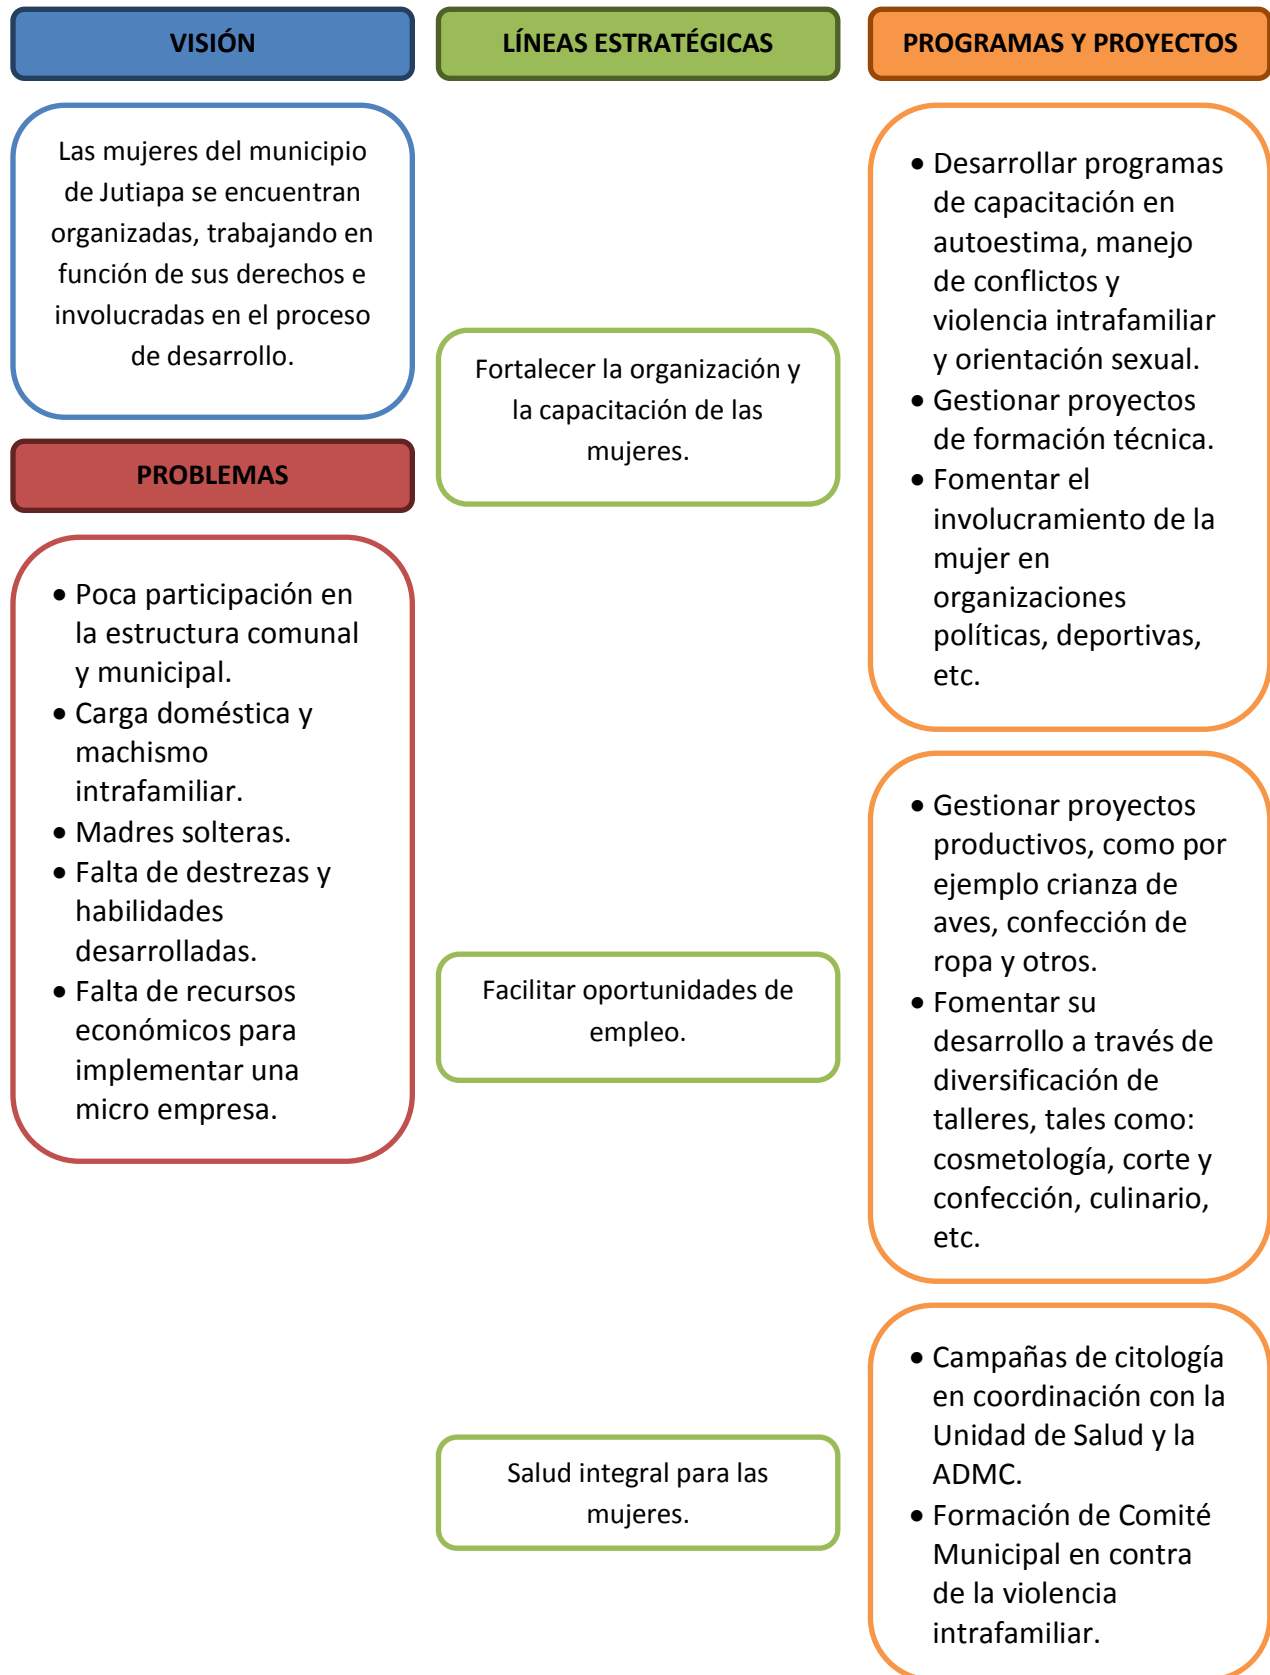 VISIÓN
Las mujeres del municipio
de Jutiapa se encuentran
organizadas, trabajando en
función de sus derechos e
involucradas en el proceso
de desarrollo.
PROBLEMAS
• Poca participación en
la estructura comunal
y municipal.
• Carga doméstica y
machismo
intrafamiliar.
• Madres solteras.
• Falta de destrezas y
habilidades
desarrolladas.
• Falta de recursos
económicos para
implementar una
micro empresa.
LÍNEAS ESTRATÉGICAS
Fortalecer la organización y
la capacitación de las
mujeres.
Facilitar oportunidades de
empleo.
Salud integral para las
mujeres.
PROGRAMAS Y PROYECTOS
• Desarrollar programas
de capacitación en
autoestima, manejo
de conflictos y
violencia intrafamiliar
y orientación sexual.
• Gestionar proyectos
de formación técnica.
• Fomentar el
involucramiento de la
mujer en
organizaciones
políticas, deportivas,
etc.
• Gestionar proyectos
productivos, como por
ejemplo crianza de
aves, confección de
ropa y otros.
• Fomentar su
desarrollo a través de
diversificación de
talleres, tales como:
cosmetología, corte y
confección, culinario,
etc.
• Campañas de citología
en coordinación con la
Unidad de Salud y la
ADMC.
• Formación de Comité
Municipal en contra
de la violencia
intrafamiliar.